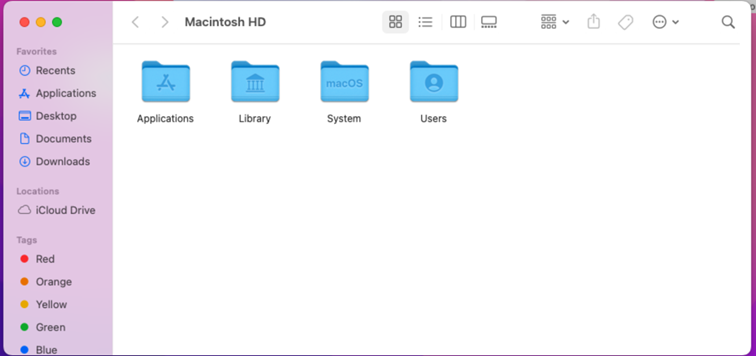 Macintosh HD
Favorites
Recents
Applications
Desktop
Documents
Downloads
Locations
iCloud Drive
Tags
Red
Orange
Yellow
Green
Blue
macOS
Applications
Library
System
Users